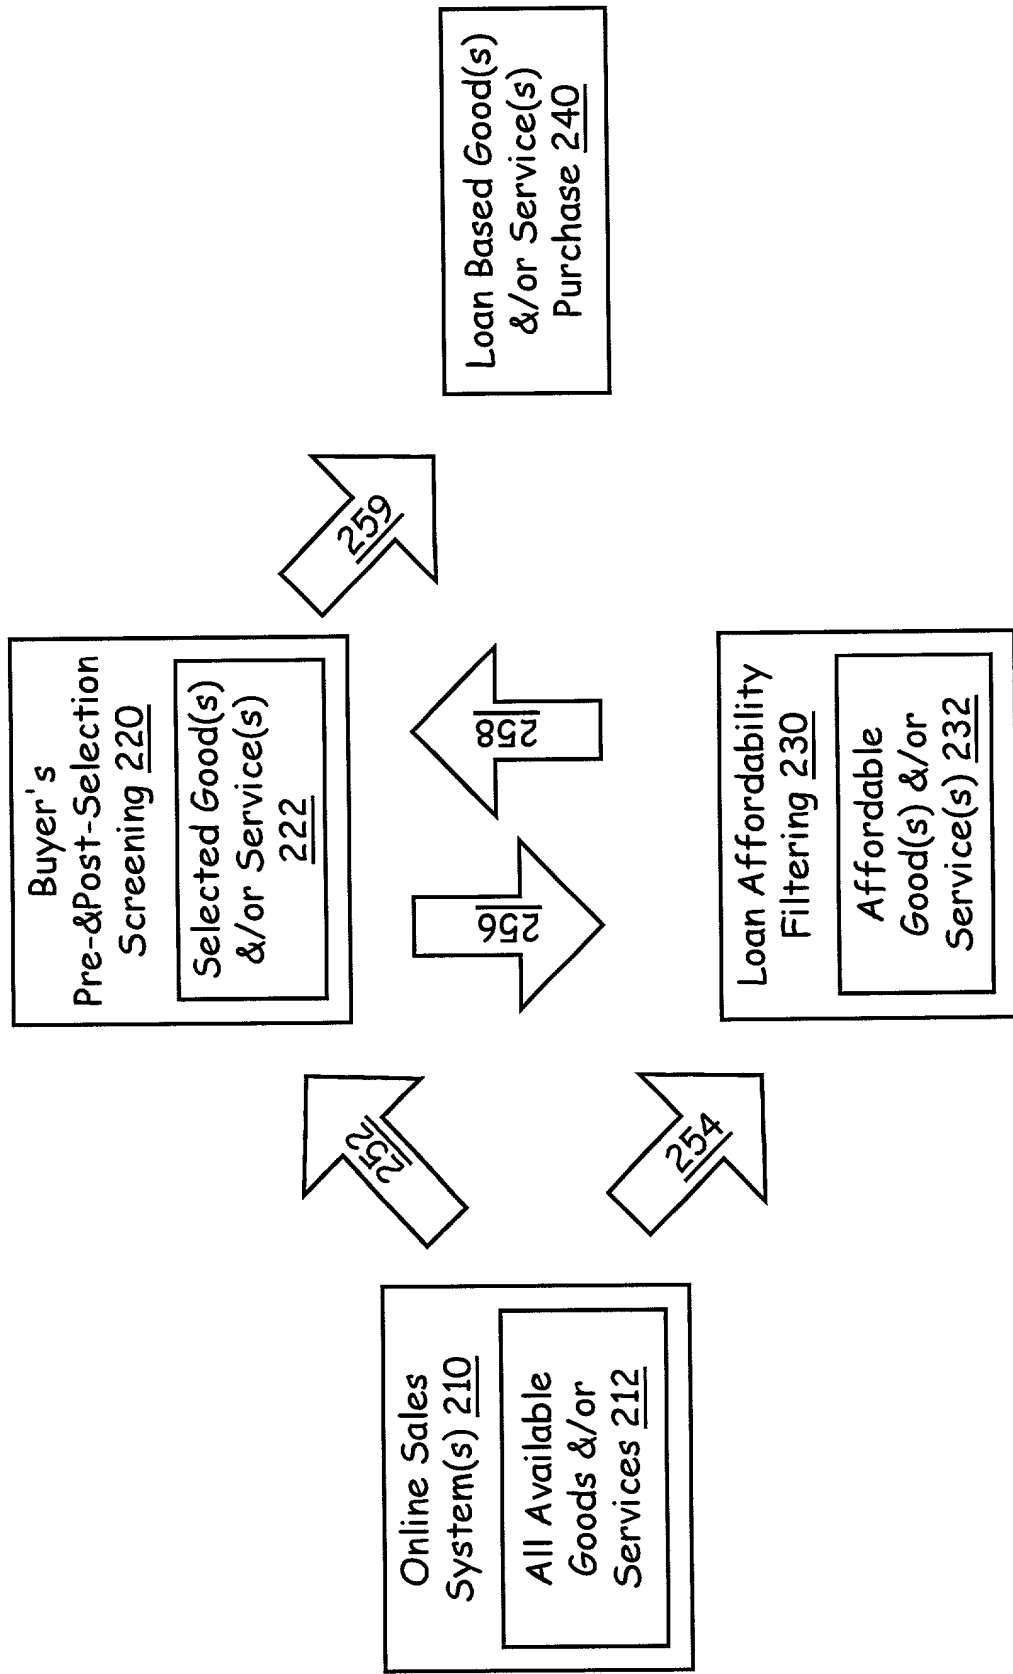 Online Sales
System(s) 210
All Available
Goods &/or
Services 212
252
254
Buyer's
Pre-&Post-Selection
Screening 220
Selected Good(s)
&/or Service(s)
222
256
258
Loan Affordability
Filtering 230
Affordable
Good(s) &/or
Service(s) 232
259
Loan Based Good(s)
&/or Service(s)
Purchase 240